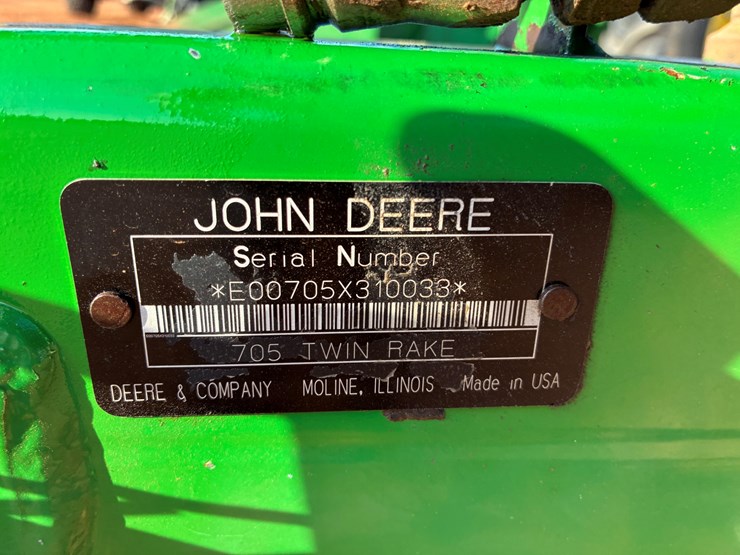 JOHN DEERE
Serial Number
*E00705X310033*
705 TWIN RAKE
DEERE & COMPANY MOLINE, ILLINOIS Made in USA